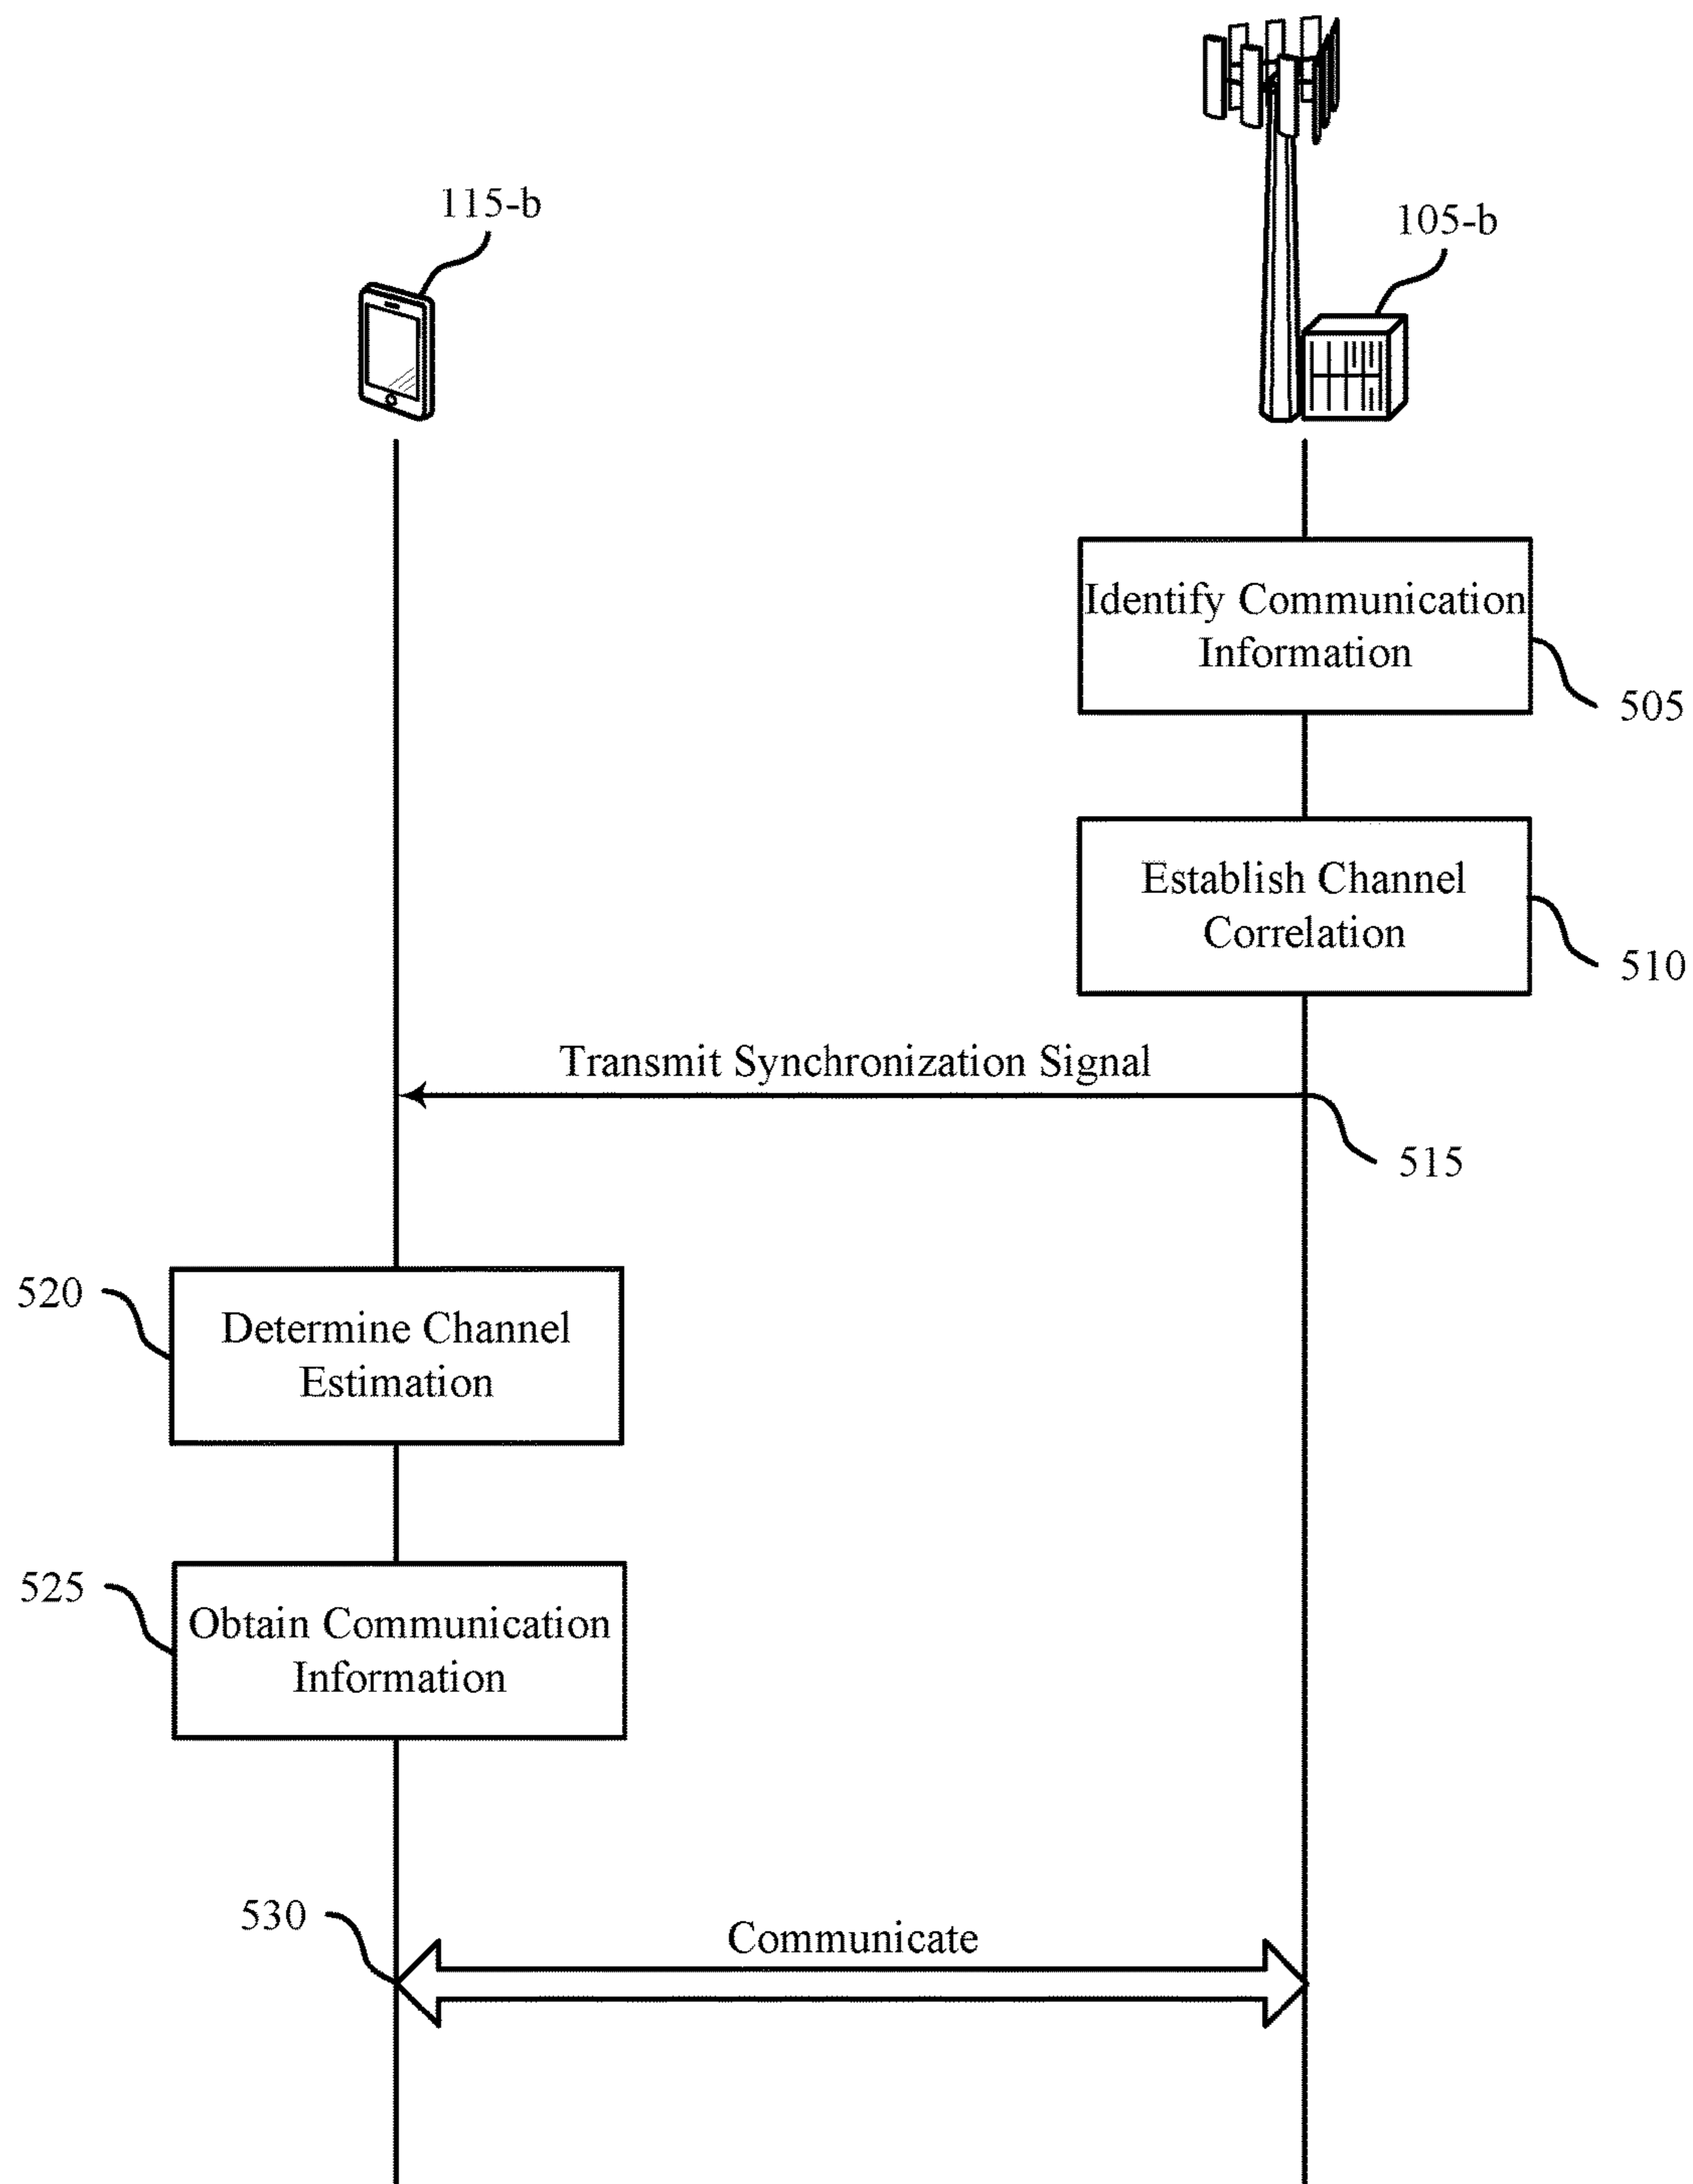 115-b
105-b
Identify Communication
Information
505
Establish Channel
Correlation
510
Transmit Synchronization Signal
515
520
Determine Channel
Estimation
525
Obtain Communication
Information
530
Communicate